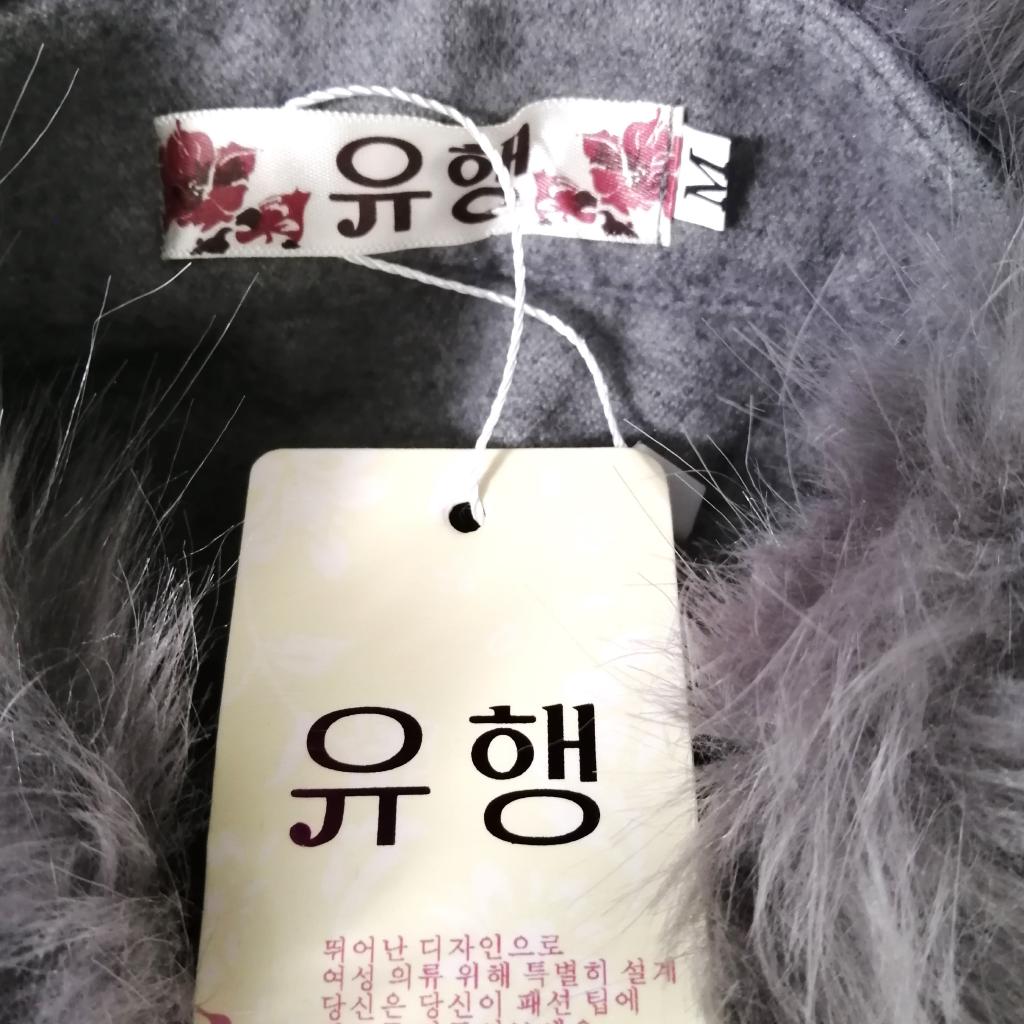 유행
M
유행
뛰어난 디자인으로
여성 의류 위해 특별히 설계
당신은 당신이 패션 팁에